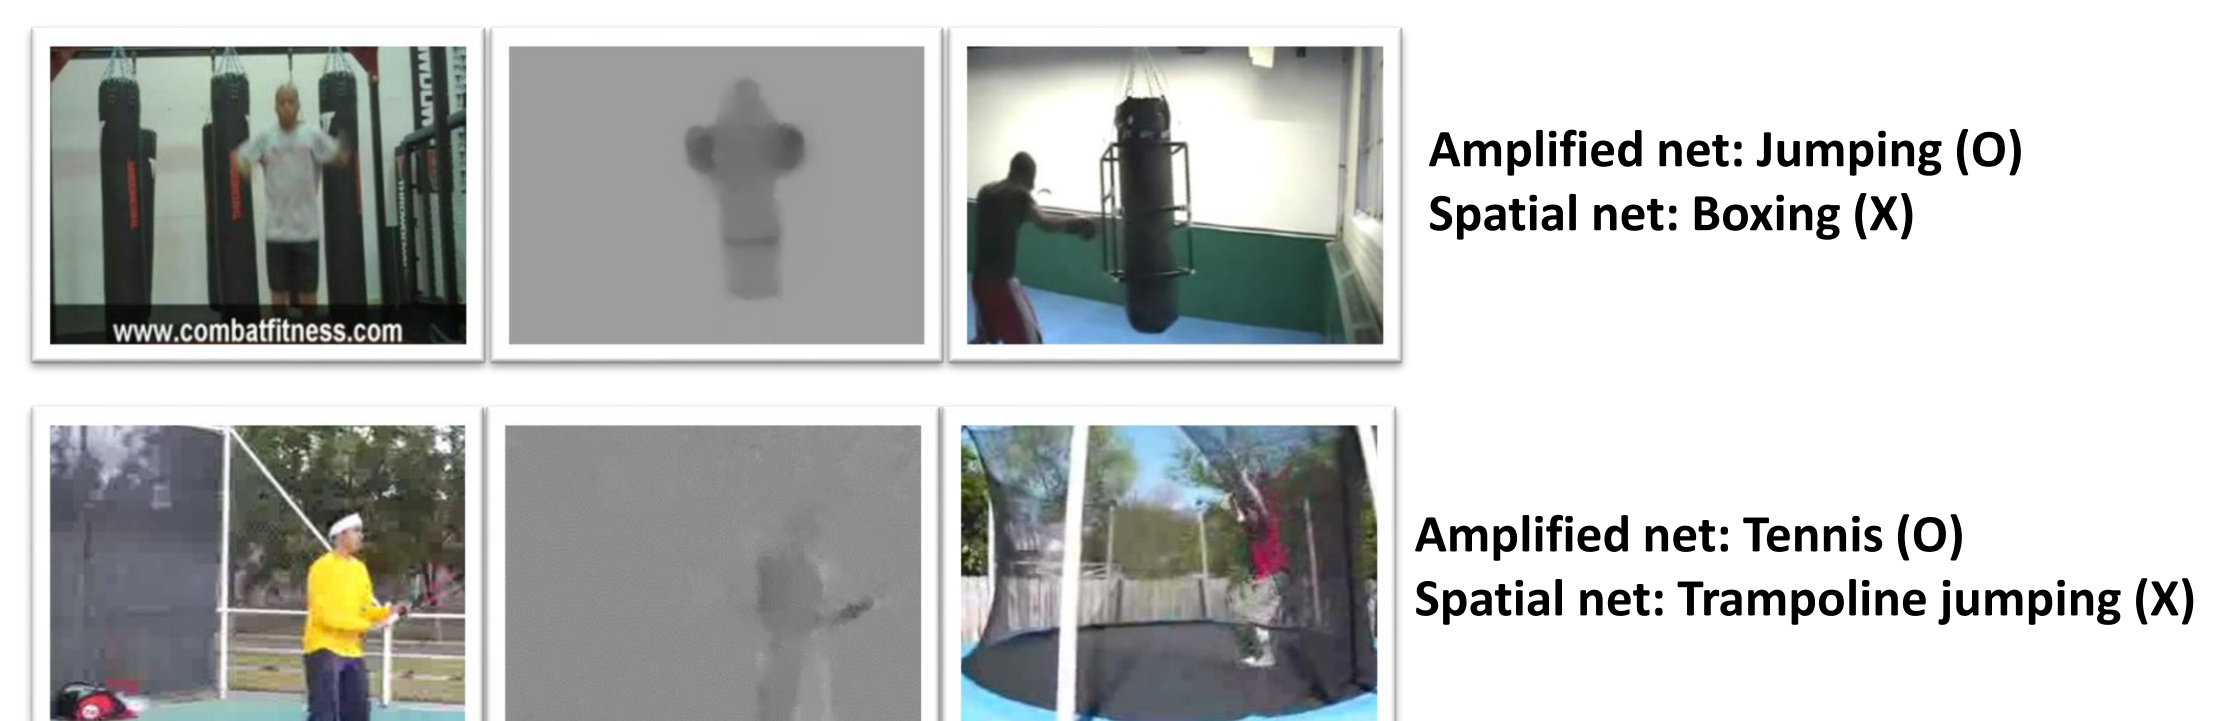 www.combatfitness.com
Amplified net: Jumping (O)
Spatial net: Boxing (X)
Amplified net: Tennis (O)
Spatial net: Trampoline jumping (X)